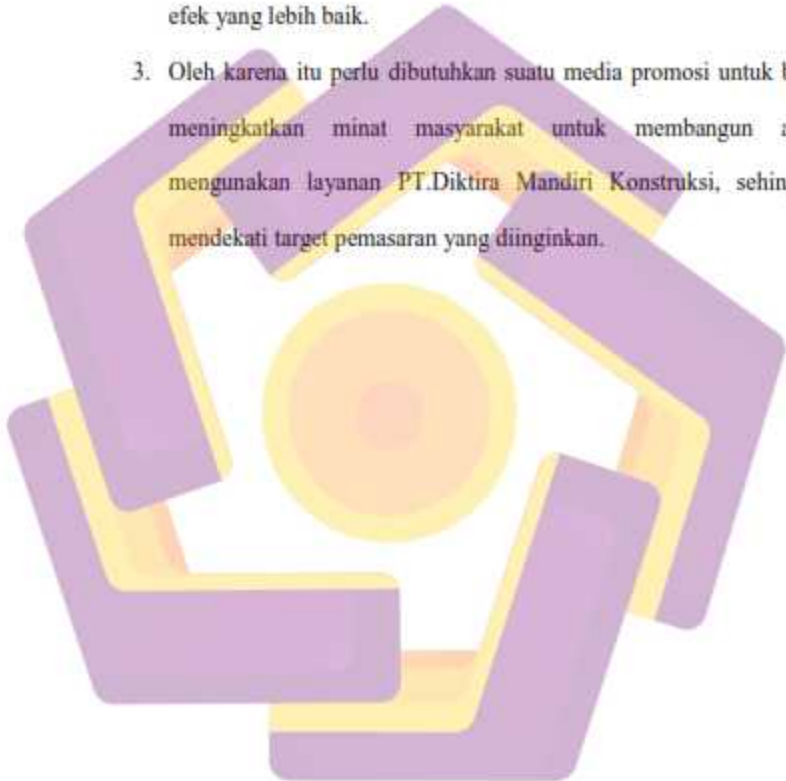 efek yang lebih baik.
3. Oleh karena itu perlu dibutuhkan suatu media promosi untuk
meningkatkan minat masyarakat untuk membangun
mengunakan layanan PT.Diktira Mandiri Konstruksi,
mendekati target pemasaran yang diinginkan.